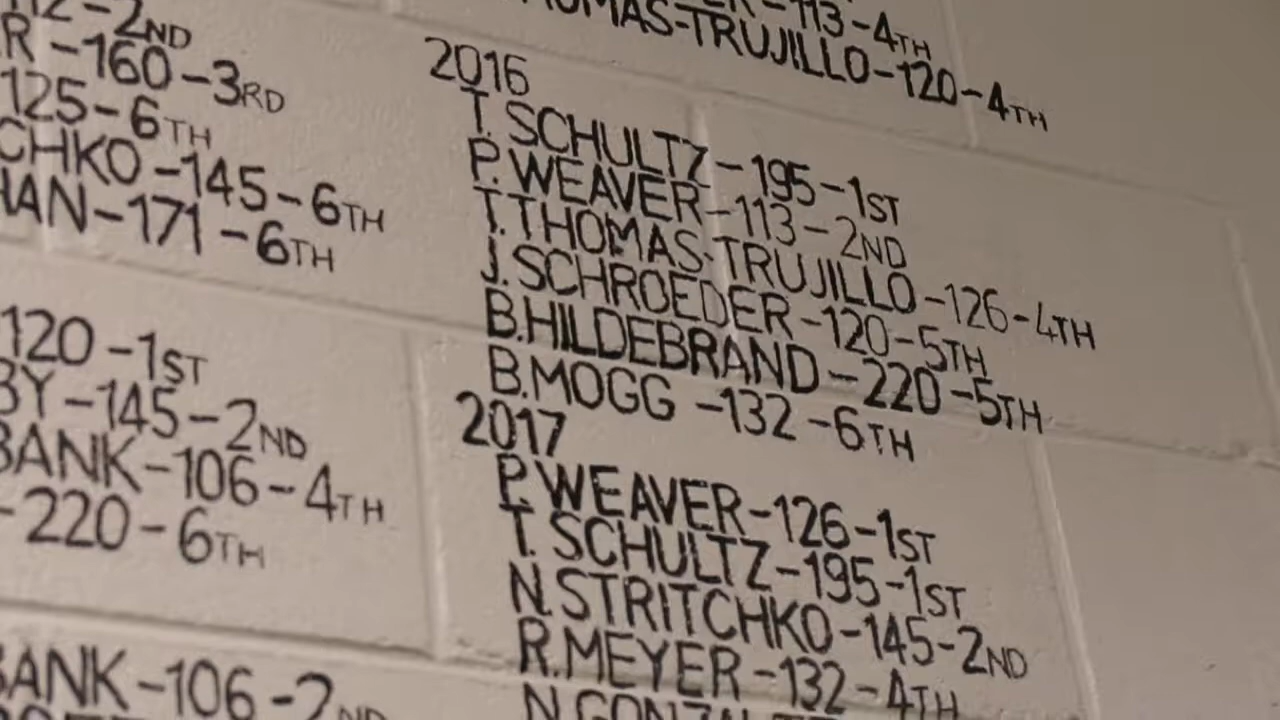 -2ND
R-160-3RD
125-6TH
CHKO-145-6TH
HAN-171-6TH
120-1ST
BY-145-2ND
BANK-106-4TH
-220-6TH
BANK-106-2ND
-113-4TH
THOMAS-TRUJILLO-120-4TH
2016
T. SCHULTZ-195-1ST
P. WEAVER-113-2ND
T. THOMAS-TRUJILLO-126-4TH
J. SCHROEDER-120-5TH
B. HILDEBRAND-220-5TH
B. MOGG-132-6TH
2017
P. WEAVER-126-1ST
T. SCHULTZ-195-1ST
N. STRITCHKO-145-2ND
R. MEYER-132-4TH